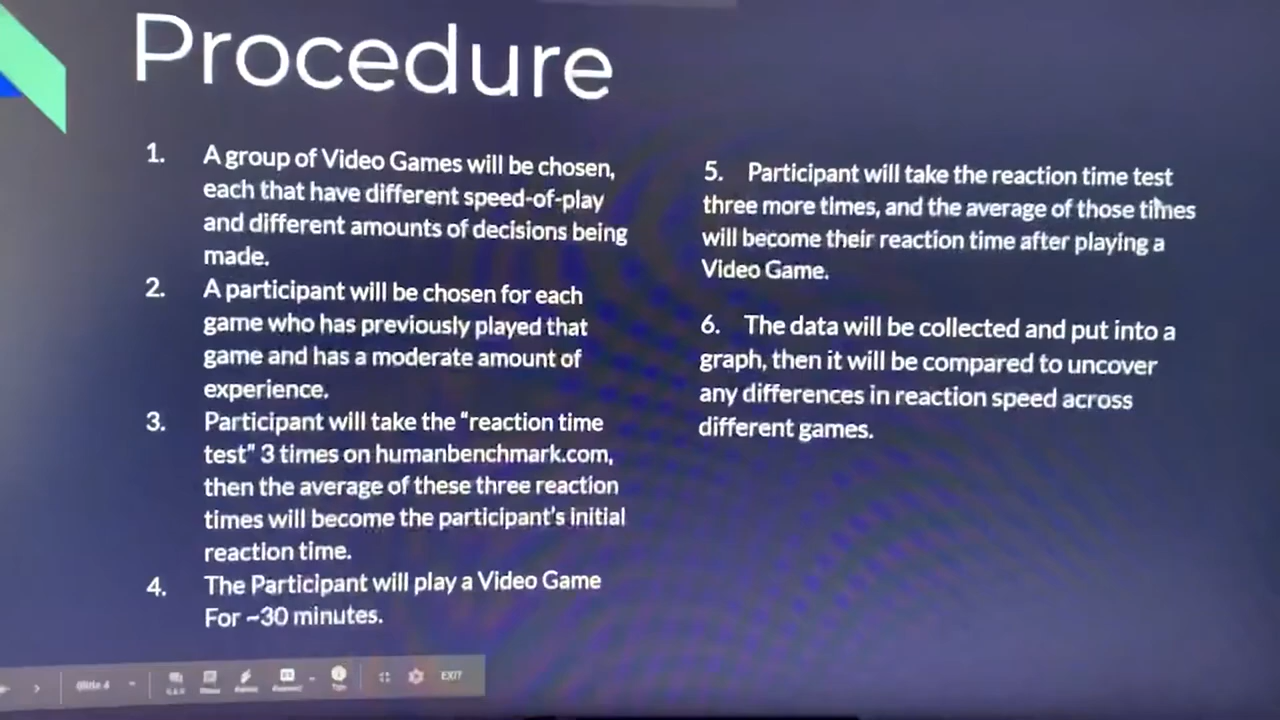 Procedure
1. A group of Video Games will be chosen,
each that have different speed-of-play
and different amounts of decisions being
made.
2. A participant will be chosen for each
game who has previously played that
game and has a moderate amount of
experience.
3. Participant will take the "reaction time
test" 3 times on humanbenchmark.com,
then the average of these three reaction
times will become the participant's initial
reaction time.
4. The Participant will play a Video Game
For ~30 minutes.
5. Participant will take the reaction time test
three more times, and the average of those times
will become their reaction time after playing a
Video Game.
6. The data will be collected and put into a
graph, then it will be compared to uncover
any differences in reaction speed across
different games.
Slide 4
EXIT